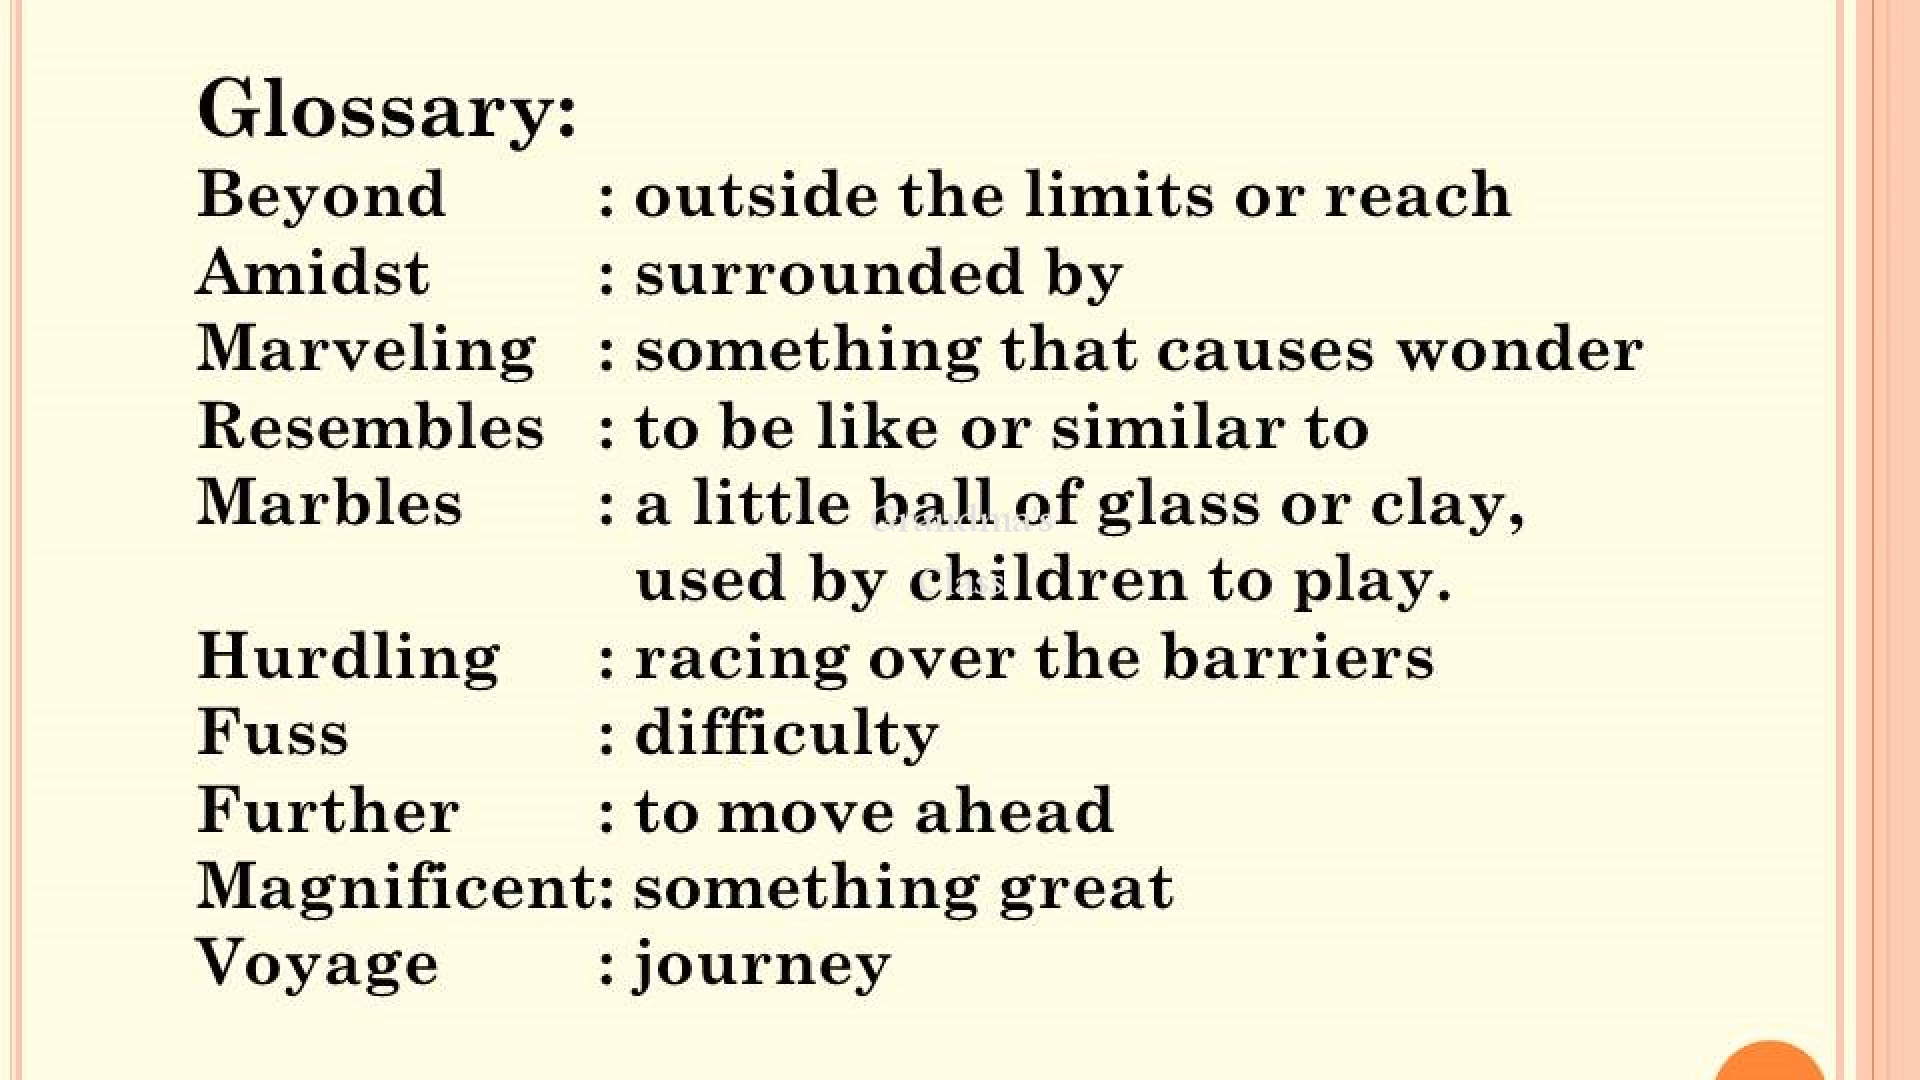 Glossary:
Beyond : outside the limits or reach
Amidst : surrounded by
Marveling : something that causes wonder
Resembles : to be like or similar to
Marbles : a little ball of glass or clay,
used by children to play.
Hurdling : racing over the barriers
Fuss : difficulty
Further : to move ahead
Magnificent: something great
Voyage : journey
Grandma's